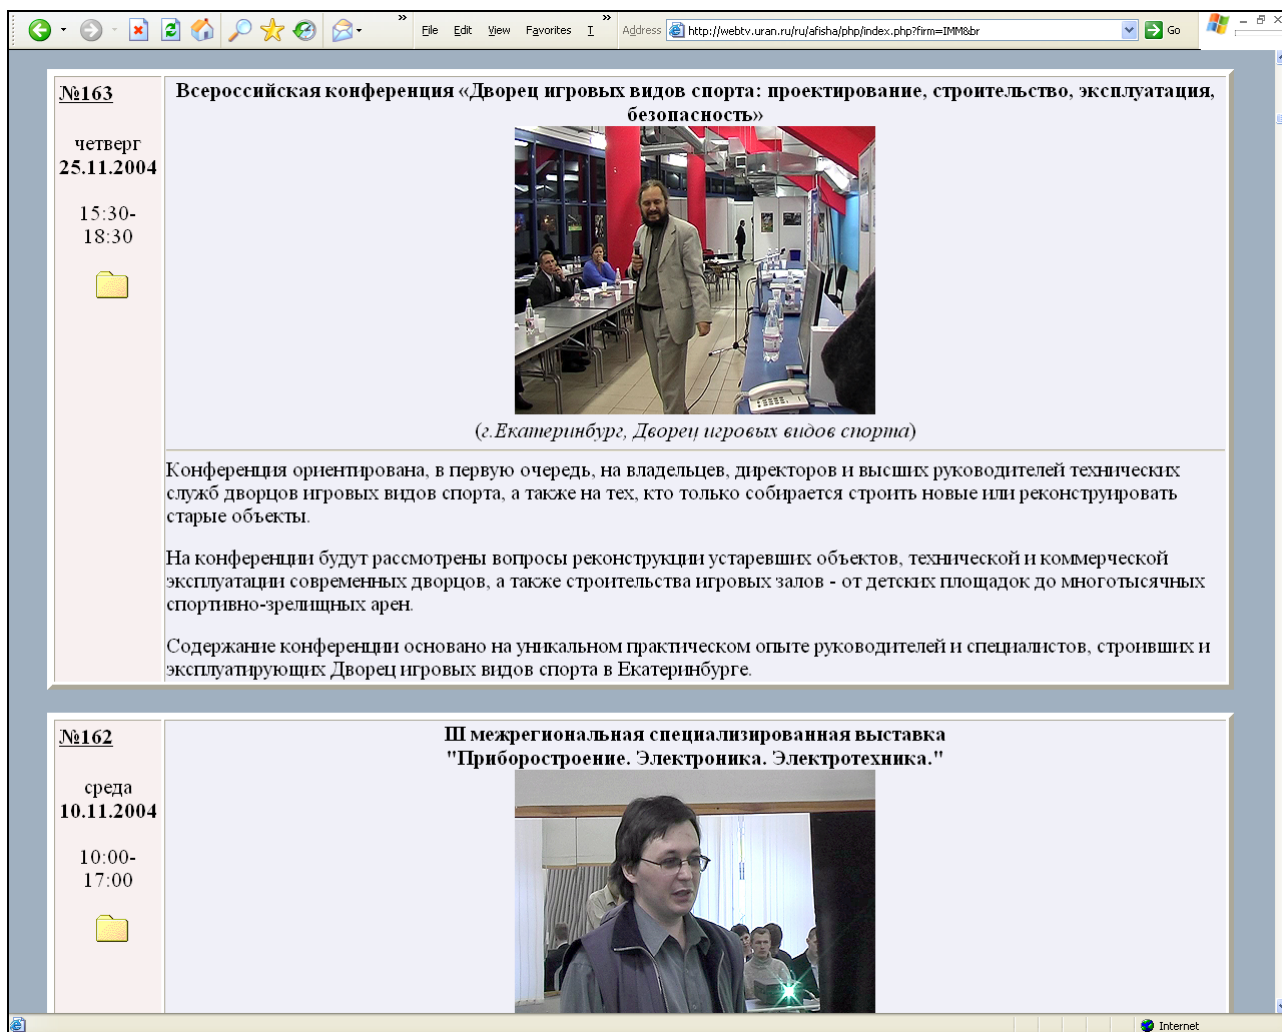 File Edit View Favorites T Address http://webtv.uran.ru/ru/afisha/php/index.php?firm=IMM&br Go
№163
четверг
25.11.2004
15:30-
18:30
Всероссийская конференция «Дворец игровых видов спорта: проектирование, строительство, эксплуатация,
безопасность»
(г.Екатеринбург, Дворец игровых видов спорта)
Конференция ориентирована, в первую очередь, на владельцев, директоров и высших руководителей технических
служб дворцов игровых видов спорта, а также на тех, кто только собирается строить новые или реконструировать
старые объекты.
На конференции будут рассмотрены вопросы реконструкции устаревших объектов, технической и коммерческой
эксплуатации современных дворцов, а также строительства игровых залов - от детских площадок до многотысячных
спортивно-зрелищных арен.
Содержание конференции основано на уникальном практическом опыте руководителей и специалистов, строивших и
эксплуатирующих Дворец игровых видов спорта в Екатеринбурге.
№162
среда
10.11.2004
10:00-
17:00
III межрегиональная специализированная выставка
"Приборостроение. Электроника. Электротехника."
Internet